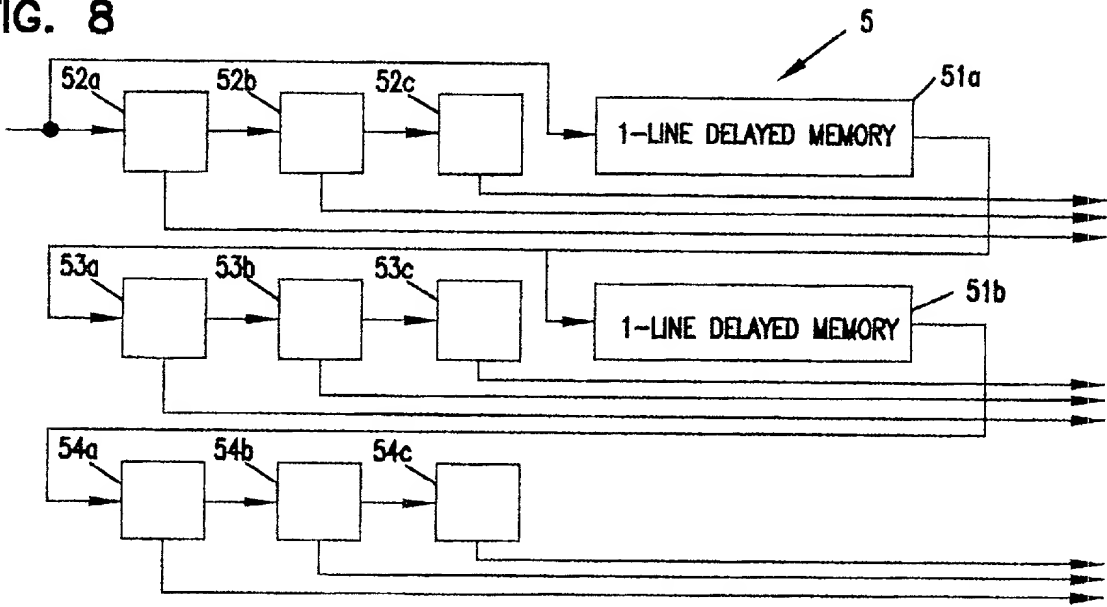 FIG. 8
5
52a 52b 52c 51a
1-LINE DELAYED MEMORY
53a 53b 53c 51b
1-LINE DELAYED MEMORY
54a 54b 54c